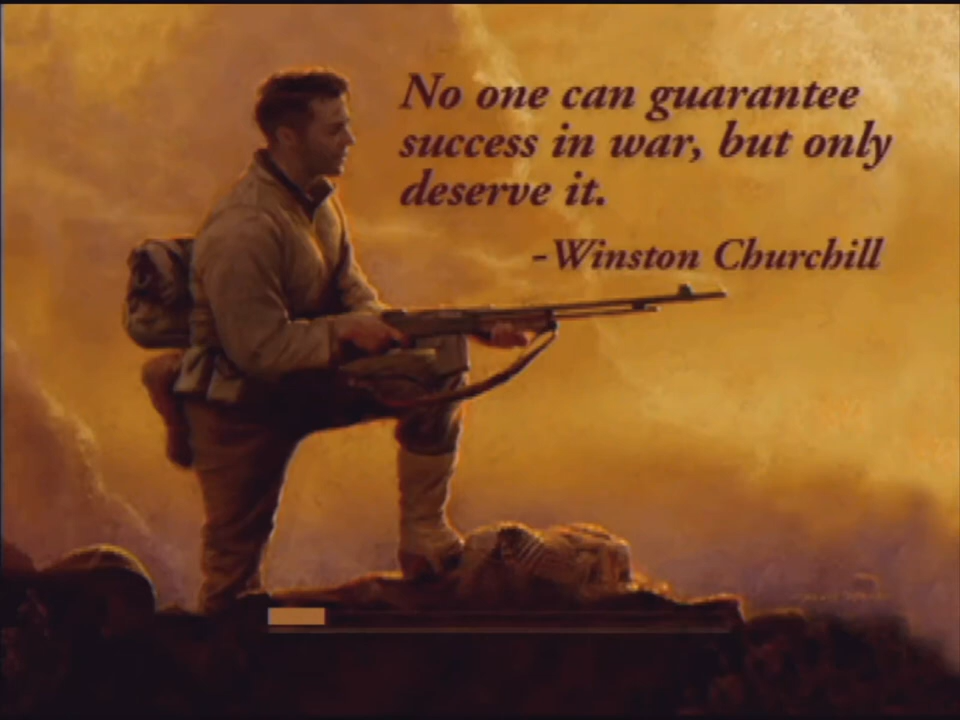 No one can guarantee
success in war, but only
deserve it.
-Winston Churchill